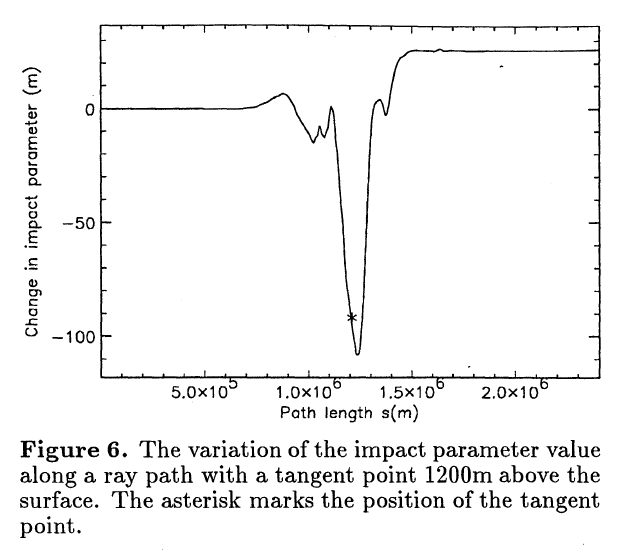 0
−50
−100
Change in impact parameter (m)
5.0×10⁵ 1.0×10⁶ 1.5×10⁶ 2.0×10⁶
Path length s(m)
Figure 6. The variation of the impact parameter value
along a ray path with a tangent point 1200m above the
surface. The asterisk marks the position of the tangent
point.